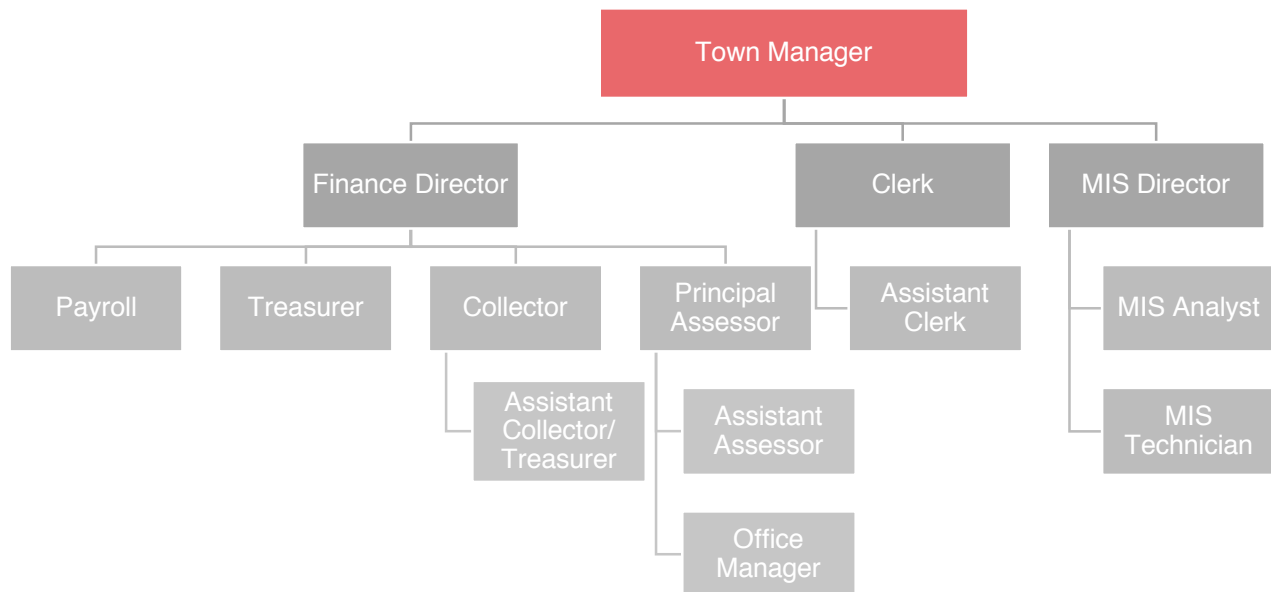 Town Manager
Finance Director
Clerk
MIS Director
Payroll
Treasurer
Collector
Principal
Assessor
Assistant
Clerk
MIS Analyst
Assistant
Collector/
Treasurer
Assistant
Assessor
MIS
Technician
Office
Manager